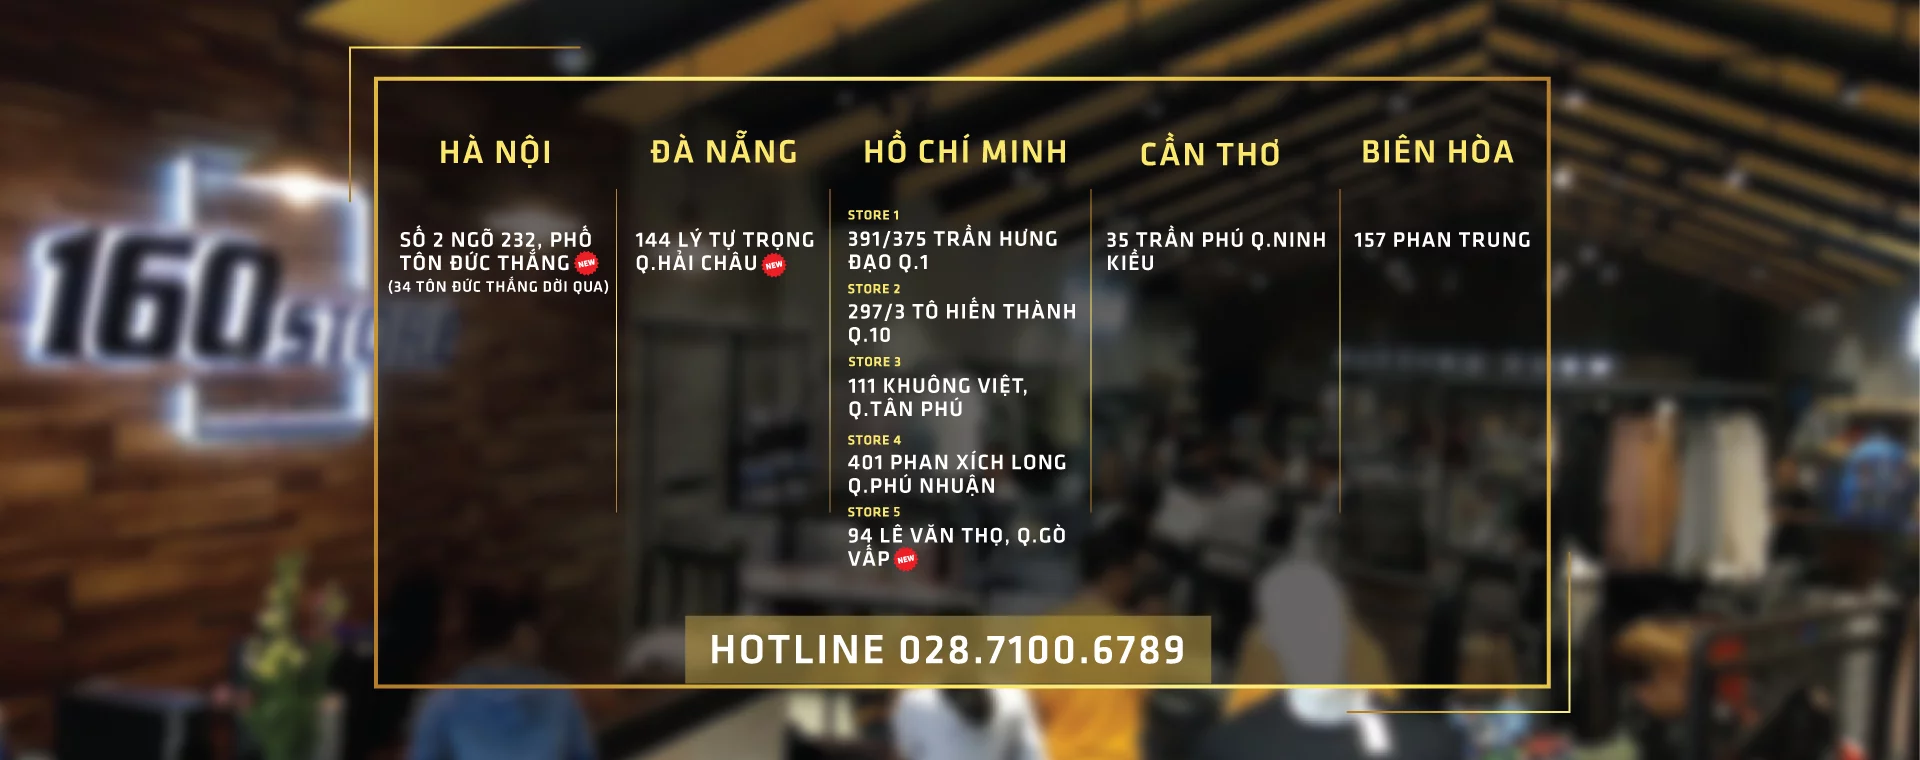 160STORE
HÀ NỘI
SỐ 2 NGÕ 232, PHỐ
TÔN ĐỨC THẮNG NEW
(34 TÔN ĐỨC THẮNG DỜI QUA)
ĐÀ NẴNG
144 LÝ TỰ TRỌNG
Q.HẢI CHÂU NEW
HỒ CHÍ MINH
STORE 1
391/375 TRẦN HƯNG
ĐẠO Q.1
STORE 2
297/3 TÔ HIẾN THÀNH
Q.10
STORE 3
111 KHUÔNG VIỆT,
Q.TÂN PHÚ
STORE 4
401 PHAN XÍCH LONG
Q.PHÚ NHUẬN
STORE 5
94 LÊ VĂN THỌ, Q.GÒ
VẤP NEW
CẦN THƠ
35 TRẦN PHÚ Q.NINH
KIỀU
BIÊN HÒA
157 PHAN TRUNG
HOTLINE 028.7100.6789